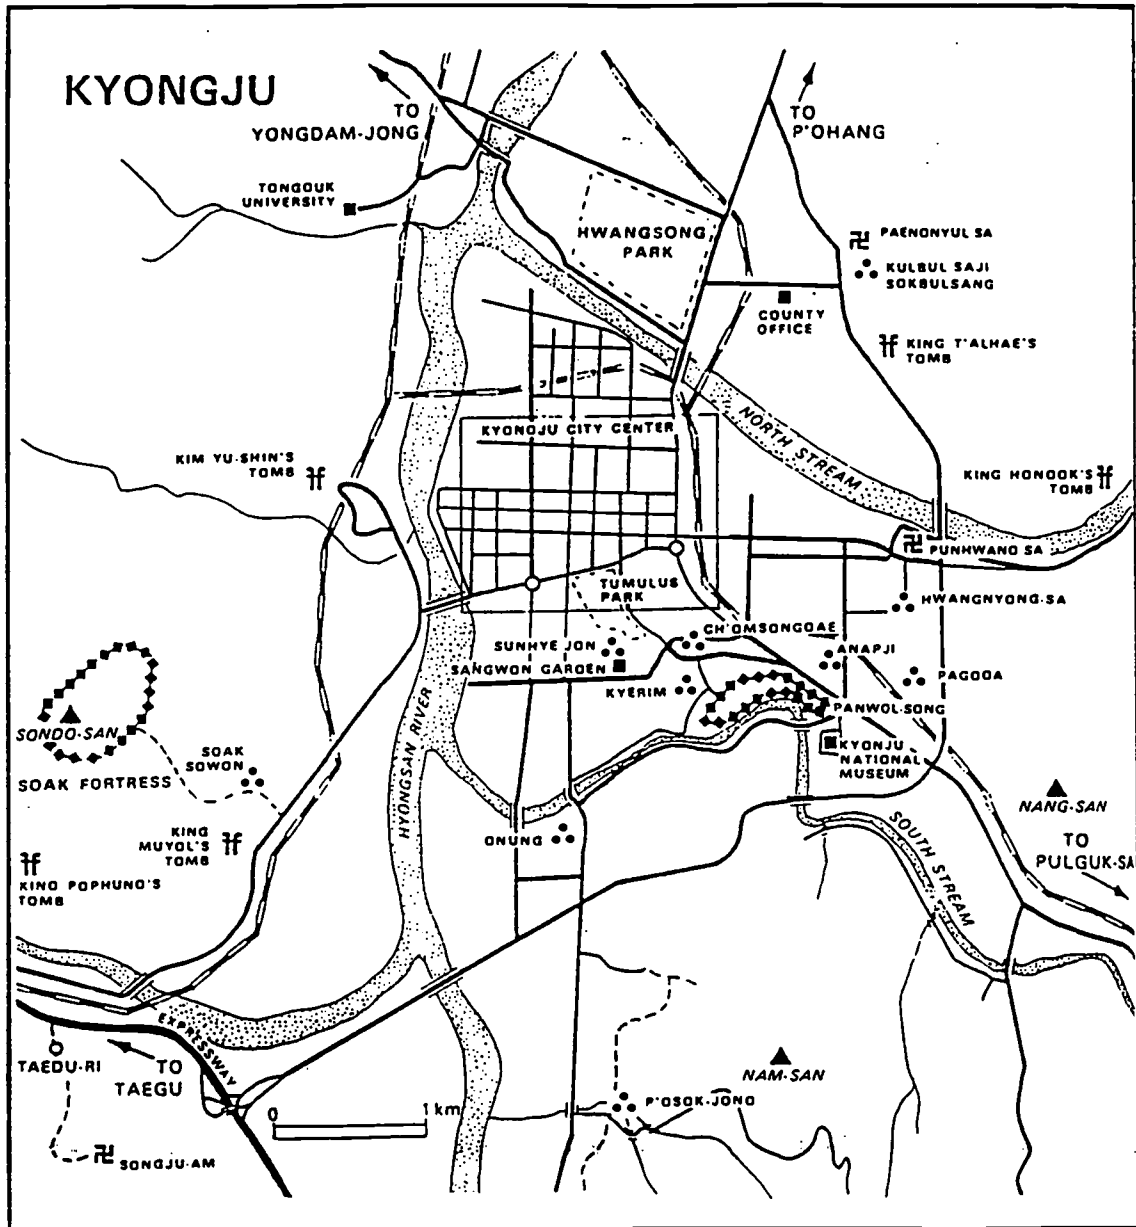 KYONGJU
TO
YONGDAM-JONG
TO
P'OHANG
TONGOUK
UNIVERSITY
HWANGSONG
PARK
PAENONYUL SA
KULBUL SAJI
SOKBULSANG
COUNTY
OFFICE
KING T'ALHAE'S
TOMB
KYONGJU CITY CENTER
NORTH STREAM
KIM YU-SHIN'S
TOMB
KING HONOOK'S
TOMB
PUNHWANO SA
TUMULUS
PARK
HWANGNYONG-SA
CH'OMSONGDAE
SUNHYE JON
SANGWON GARDEN
ANAPJI
KYERIM
PAGODA
PANWOL-SONG
SONDO-SAN
SOAK FORTRESS
SOAK
SOWON
HYONGSAN RIVER
KYONJU
NATIONAL
MUSEUM
NANG-SAN
TO
PULGUK-SA
KING
MUYOL'S
TOMB
ONUNG
SOUTH STREAM
KING POPHUNG'S
TOMB
EXPRESSWAY
TAEDU-RI
TO
TAEGU
NAM-SAN
0 1 km
P'OSOK-JONG
SONGJU-AM